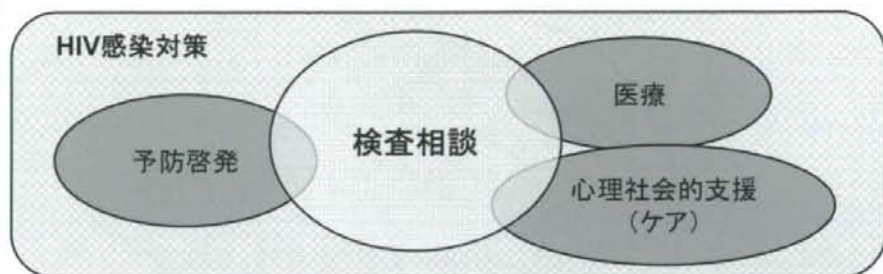 HIV感染対策
医療
検査相談
予防啓発
心理社会的支援
（ケア）